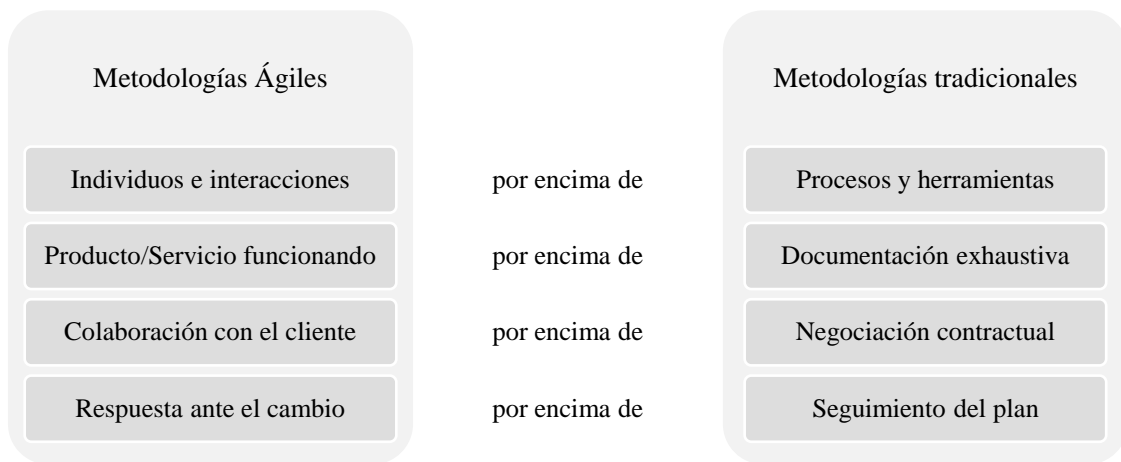 Metodologías Ágiles
Metodologías tradicionales
Individuos e interacciones
por encima de
Procesos y herramientas
Producto/Servicio funcionando
por encima de
Documentación exhaustiva
Colaboración con el cliente
por encima de
Negociación contractual
Respuesta ante el cambio
por encima de
Seguimiento del plan